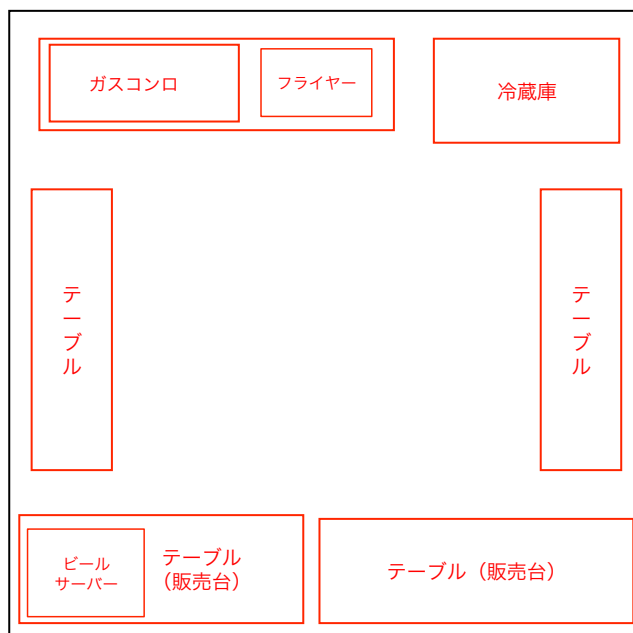 ガスコンロ
フライヤー
冷蔵庫
テーブル
テーブル
ビール
サーバー
テーブル
（販売台）
テーブル（販売台）